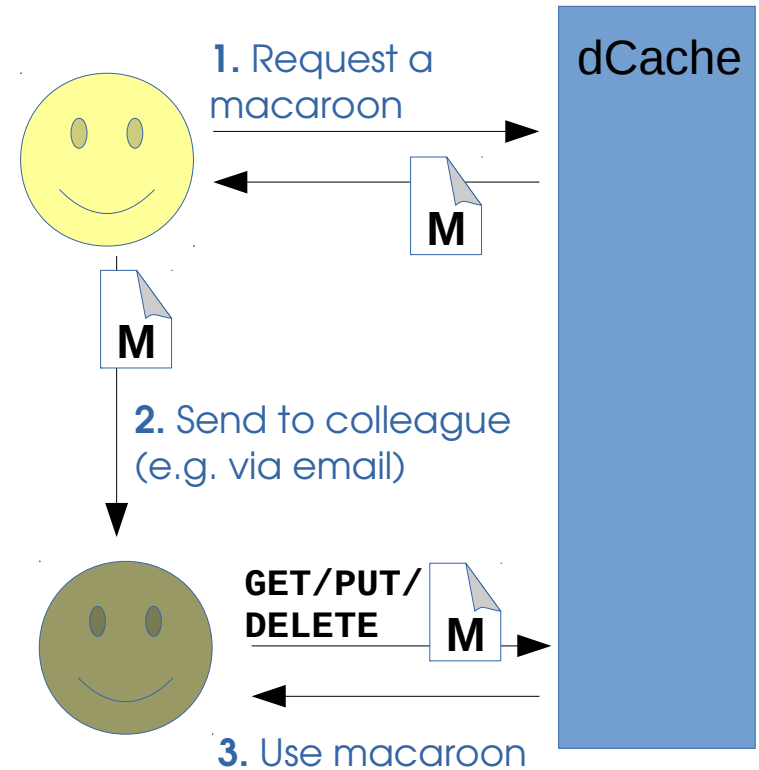 1. Request a
macaroon
dCache
M
M
2. Send to colleague
(e.g. via email)
GET/PUT/
DELETE
M
3. Use macaroon